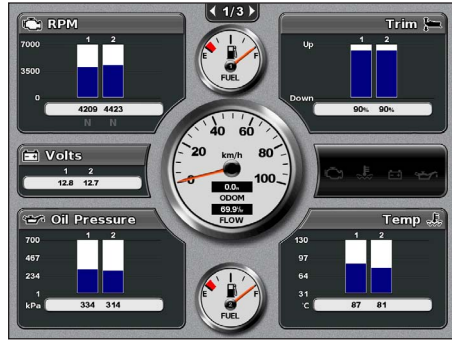 1/3
RPM
1 2
7000
3500
0
4209 4423
N N
E F
1
FUEL
Trim
1 2
Up
Down
90% 90%
Volts
1 2
12.8 12.7
0 20 40 60 80 100
km/h
0.0
ODOM
69.9%
FLOW
Oil Pressure
1 2
700
467
234
1
kPa
334 314
E F
2
FUEL
Temp
1 2
130
97
64
31
°C
87 81